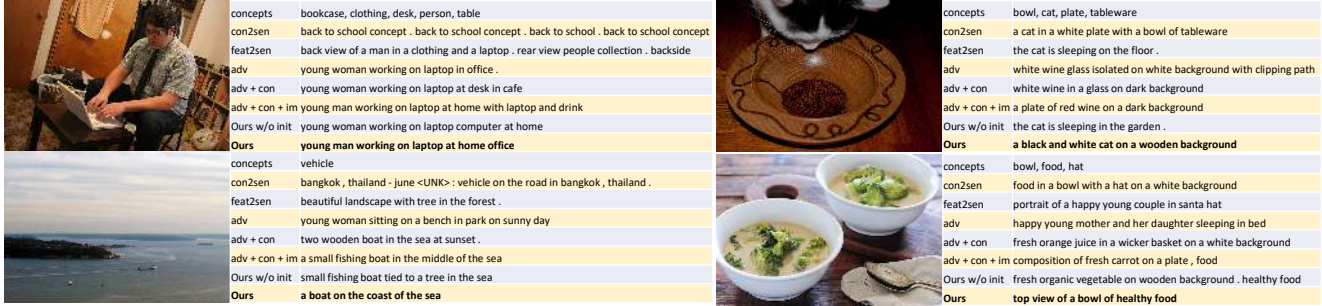 concepts bookcase, clothing, desk, person, table
con2sen back to school concept . back to school concept . back to school . back to school concept
feat2sen back view of a man in a clothing and a laptop . rear view people collection . backside
adv young woman working on laptop in office .
adv + con young woman working on laptop at desk in cafe
adv + con + im young man working on laptop at home with laptop and drink
Ours w/o init young woman working on laptop computer at home
Ours young man working on laptop at home office
concepts bowl, cat, plate, tableware
con2sen a cat in a white plate with a bowl of tableware
feat2sen the cat is sleeping on the floor .
adv white wine glass isolated on white background with clipping path
adv + con white wine in a glass on dark background
adv + con + im a plate of red wine on a dark background
Ours w/o init the cat is sleeping in the garden .
Ours a black and white cat on a wooden background
concepts vehicle
con2sen bangkok , thailand - june <UNK> : vehicle on the road in bangkok , thailand .
feat2sen beautiful landscape with tree in the forest .
adv young woman sitting on a bench in park on sunny day
adv + con two wooden boat in the sea at sunset .
adv + con + im a small fishing boat in the middle of the sea
Ours w/o init small fishing boat tied to a tree in the sea
Ours a boat on the coast of the sea
concepts bowl, food, hat
con2sen food in a bowl with a hat on a white background
feat2sen portrait of a happy young couple in santa hat
adv happy young mother and her daughter sleeping in bed
adv + con fresh orange juice in a wicker basket on a white background
adv + con + im composition of fresh carrot on a plate , food
Ours w/o init fresh organic vegetable on wooden background . healthy food
Ours top view of a bowl of healthy food